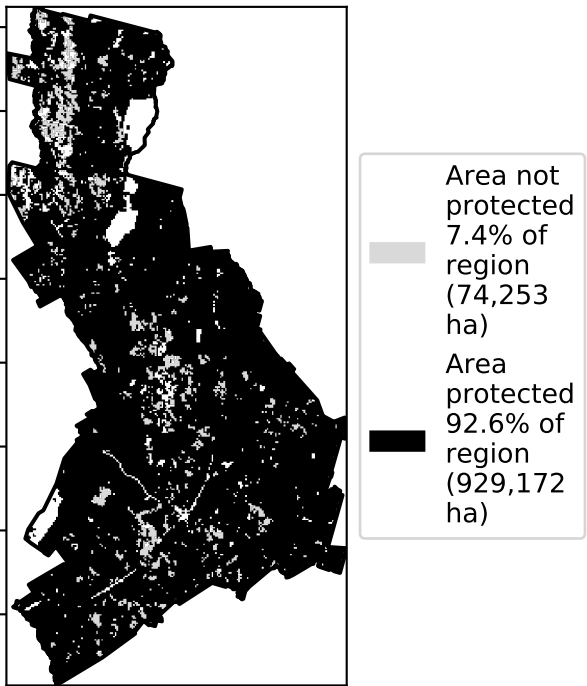 Area not
protected
7.4% of
region
(74,253
ha)
Area
protected
92.6% of
region
(929,172
ha)